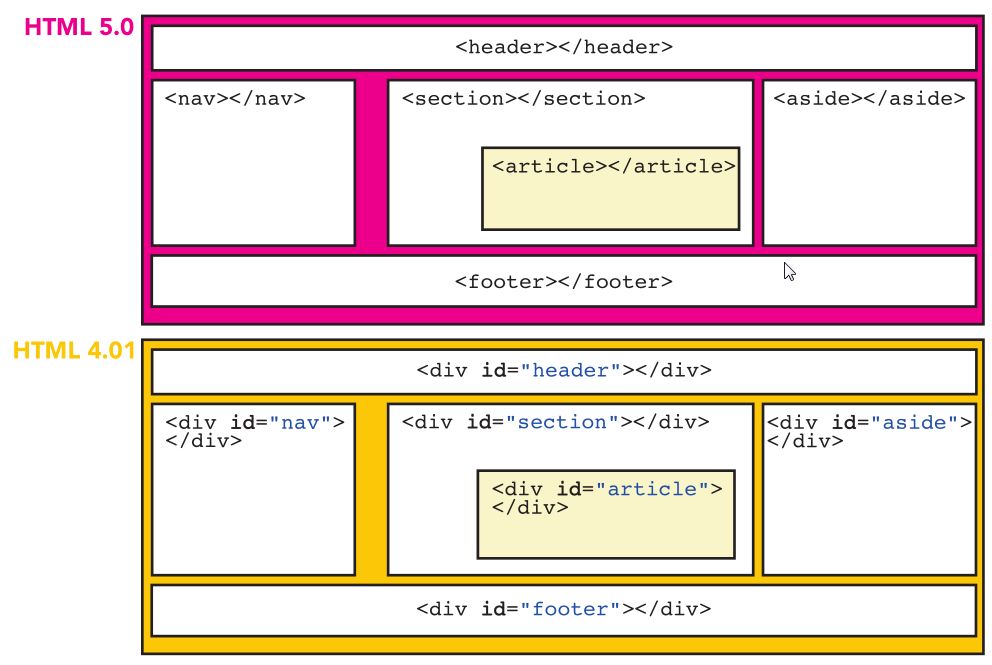 HTML 5.0
<header></header>
<nav></nav>
<section></section>
<aside></aside>
<article></article>
<footer></footer>
HTML 4.01
<div id="header"></div>
<div id="nav">
</div>
<div id="section"></div>
<div id="aside">
</div>
<div id="article">
</div>
<div id="footer"></div>